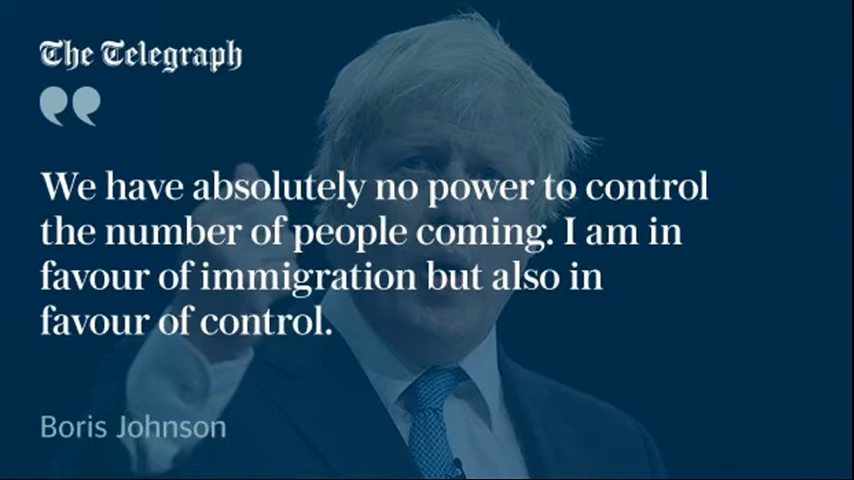 The Telegraph
We have absolutely no power to control
the number of people coming. I am in
favour of immigration but also in
favour of control.
Boris Johnson